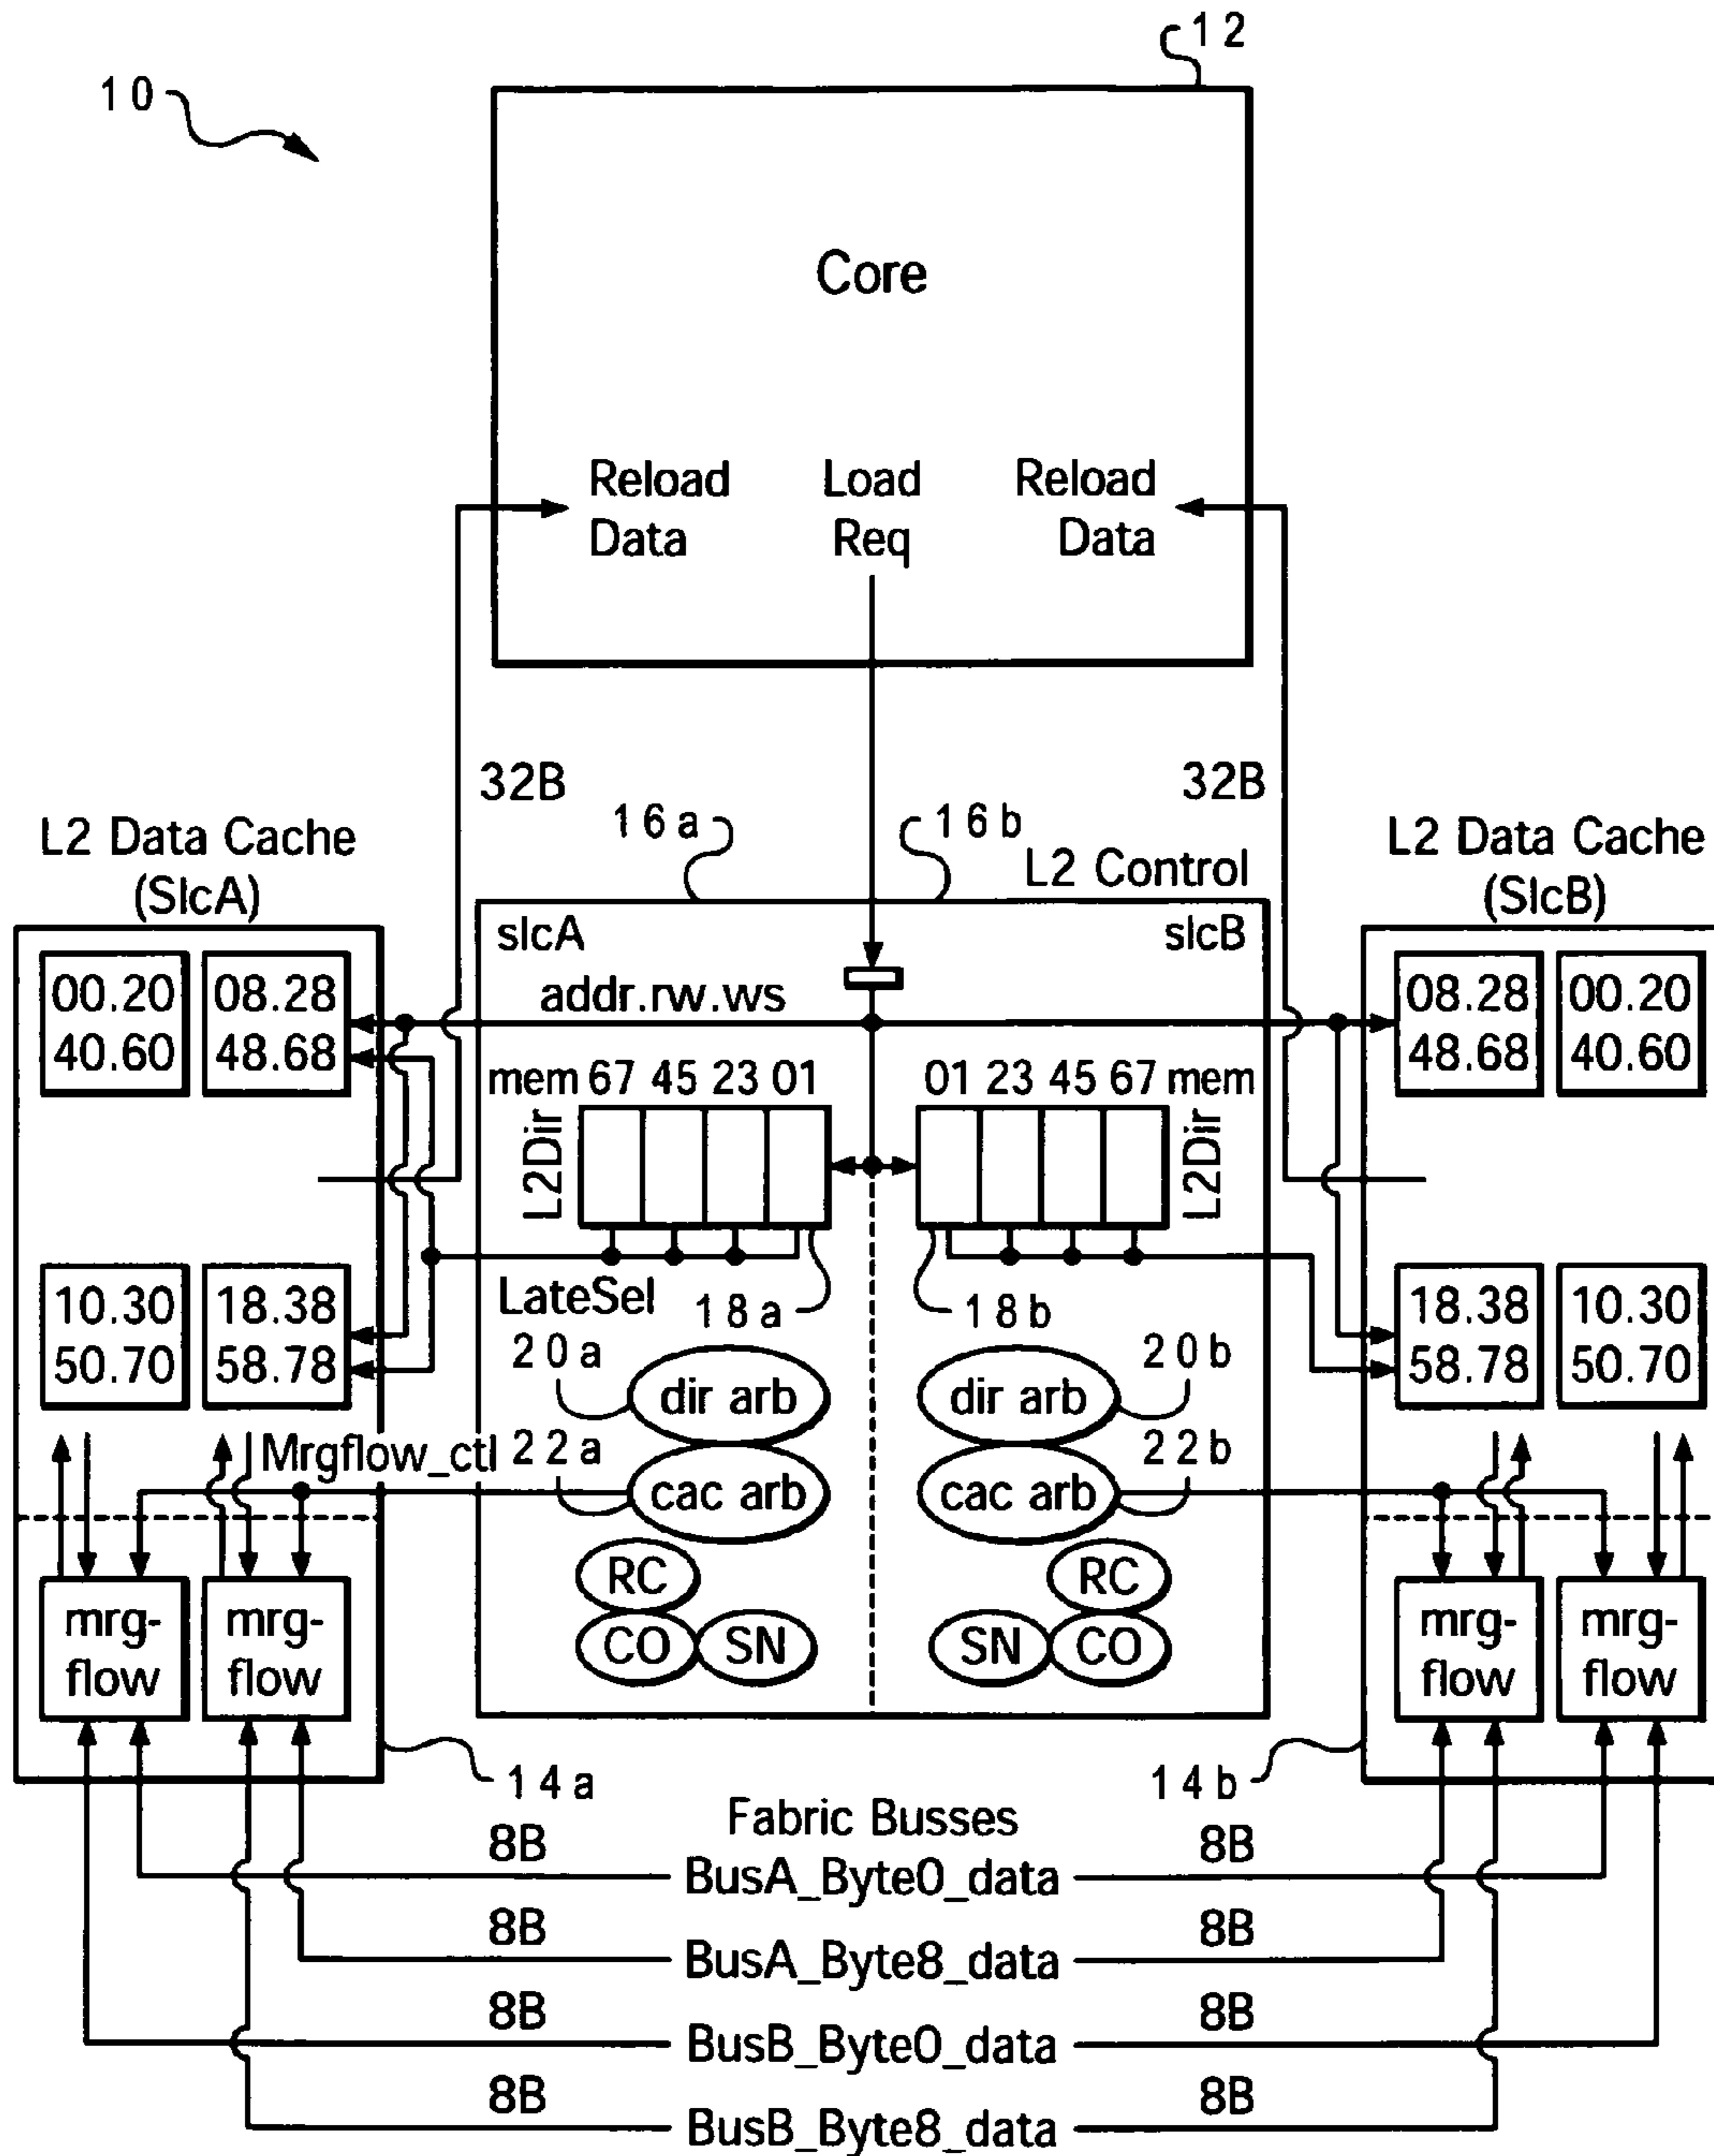 12
10
Core
Reload Data
Load Req
Reload Data
32B
32B
16a
16b
L2 Data Cache
(SlcA)
L2 Control
L2 Data Cache
(SlcB)
slcA
slcB
addr.rw.ws
00.20
40.60
08.28
48.68
08.28
48.68
00.20
40.60
mem 67 45 23 01
01 23 45 67 mem
L2Dir
L2Dir
LateSel
18a
18b
10.30
50.70
18.38
58.78
18.38
58.78
10.30
50.70
20a
dir arb
dir arb
20b
Mrgflow_ctl
22a
cac arb
cac arb
22b
RC
RC
CO
SN
SN
CO
mrg-
flow
mrg-
flow
mrg-
flow
mrg-
flow
14a
14b
Fabric Busses
8B
BusA_Byte0_data
8B
8B
BusA_Byte8_data
8B
8B
BusB_Byte0_data
8B
8B
BusB_Byte8_data
8B